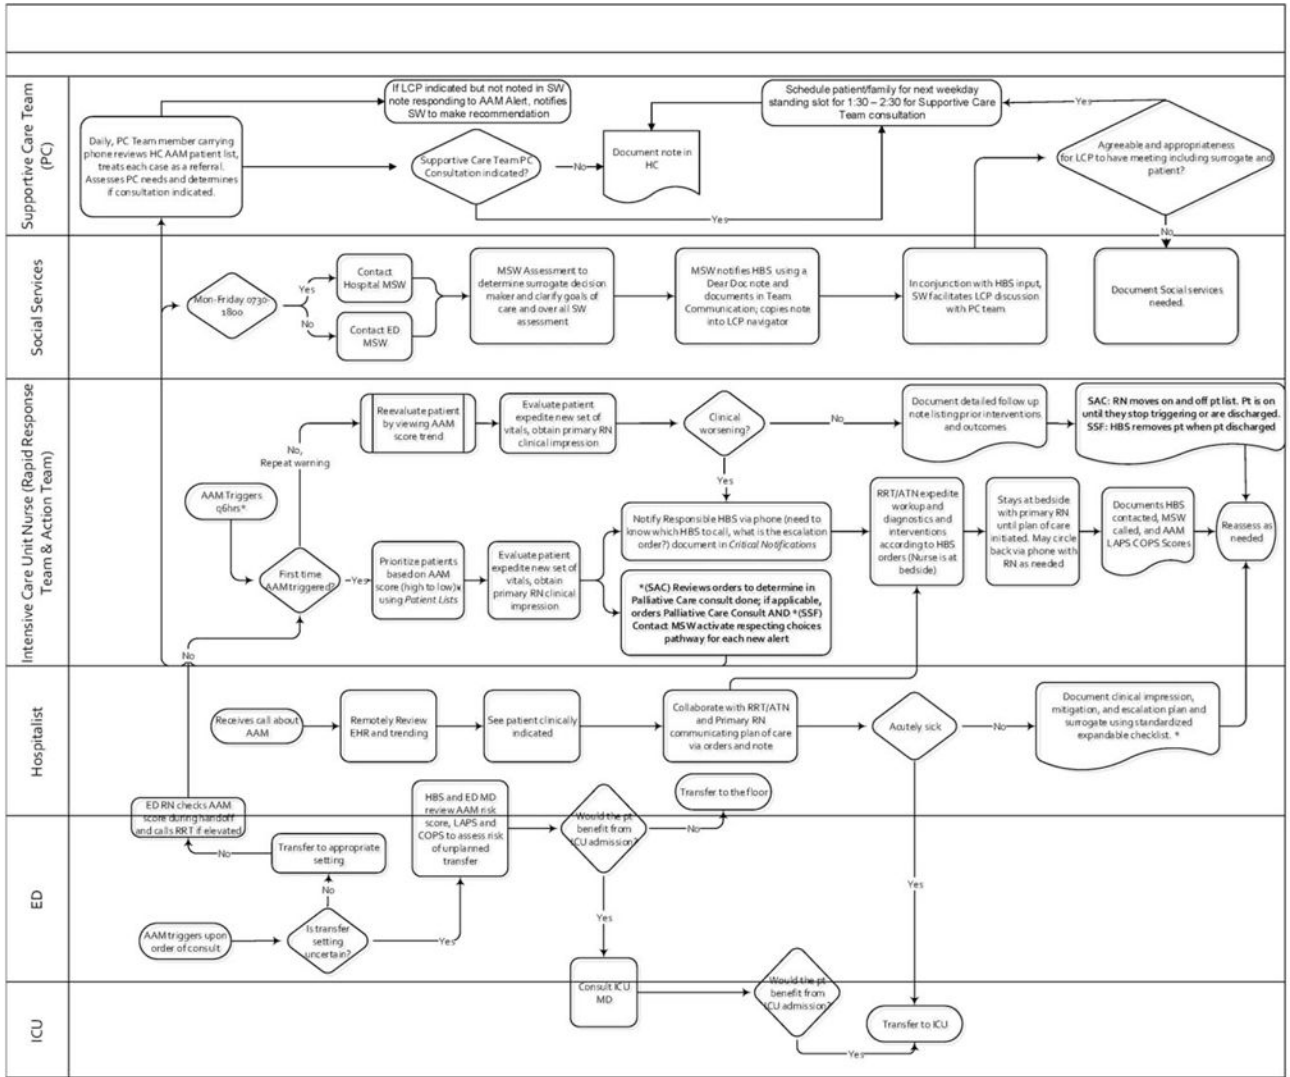 Supportive Care Team
(PC)
If LCP indicated but not noted in SW
note responding to AAM Alert, notifies
SW to make recommendation
Schedule patient/family for next weekday
standing slot for 1:30 – 2:30 for Supportive Care
Team consultation
Yes
Daily, PC Team member carrying
phone reviews HC AAM patient list,
treats each case as a referral.
Assesses PC needs and determines
if consultation indicated.
Supportive Care Team PC
Consultation indicated?
No
Document note in
HC
Agreeable and appropriateness
for LCP to have meeting including surrogate and
patient?
Yes
No
Social Services
Mon-Friday 0730-
1800
Yes
No
Contact
Hospital MSW
Contact ED
MSW
MSW Assessment to
determine surrogate decision
maker and clarify goals of
care and over all SW
assessment
MSW notifies HBS using a
Dear Doc note and
documents in Team
Communication; copies note
into LCP navigator
In conjunction with HBS input,
SW facilitates LCP discussion
with PC team
Document Social services
needed.
Intensive Care Unit Nurse (Rapid Response
Team & Action Team)
No,
Repeat warning
Reevaluate patient
by viewing AAM
score trend
Evaluate patient
expedite new set of
vitals, obtain primary RN
clinical impression
Clinical
worsening?
No
Yes
Document detailed follow up
note listing prior interventions
and outcomes
SAC: RN moves on and off pt list. Pt is on
until they stop triggering or are discharged.
SSF: HBS removes pt when pt discharged
AAM Triggers
q6hrs*
First time
AAM triggered?
Yes
Prioritize patients
based on AAM
score (high to low)
using Patient Lists
Evaluate patient
expedite new set of
vitals, obtain
primary RN clinical
impression
Notify Responsible HBS via phone (need to
know which HBS to call, what is the escalation
order?) document in Critical Notifications
*(SAC) Reviews orders to determine in
Palliative Care consult done; if applicable,
orders Palliative Care Consult AND *(SSF)
Contact MSW activate respecting choices
pathway for each new alert
RRT/ATN expedite
workup and
diagnostics and
interventions
according to HBS
orders (Nurse is at
bedside)
Stays at bedside
with primary RN
until plan of care
initiated. May circle
back via phone with
RN as needed
Documents HBS
contacted, MSW
called, and AAM
LAPS COPS Scores
Reassess as
needed
No
Hospitalist
Receives call about
AAM
Remotely Review
EHR and trending
See patient clinically
indicated
Collaborate with RRT/ATN
and Primary RN
communicating plan of care
via orders and note
Acutely sick
No
Document clinical impression,
mitigation, and escalation plan and
surrogate using standardized
expandable checklist. *
Transfer to the floor
ED
ED RN checks AAM
score during handoff
and calls RRT if elevated
No
Transfer to appropriate
setting
No
AAM triggers upon
order of consult
Is transfer
setting
uncertain?
Yes
HBS and ED MD
review AAM risk
score, LAPS and
COPS to assess risk
of unplanned
transfer
Would the pt
benefit from
ICU admission?
No
Yes
Yes
ICU
Consult ICU
MD
Would the pt
benefit from
ICU admission?
Yes
Transfer to ICU